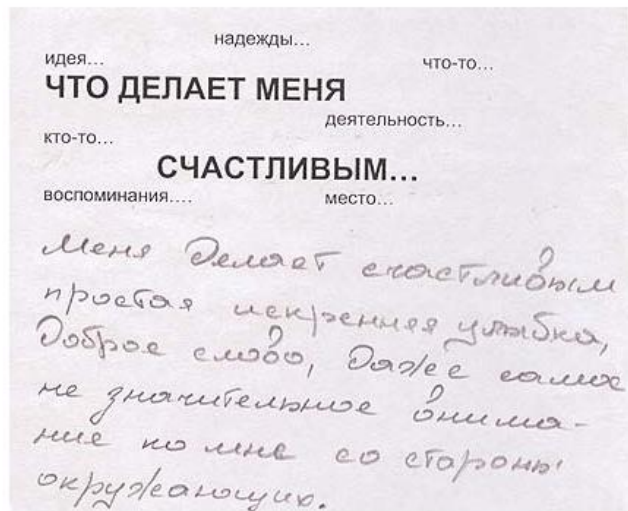 надежды...
идея...
что-то...
ЧТО ДЕЛАЕТ МЕНЯ
деятельность...
кто-то...
СЧАСТЛИВЫМ...
воспоминания....
место...
Меня делает счастливым
простая искренняя улыбка,
доброе слово, даже самое
не значительное внима-
ние ко мне со стороны
окружающих.